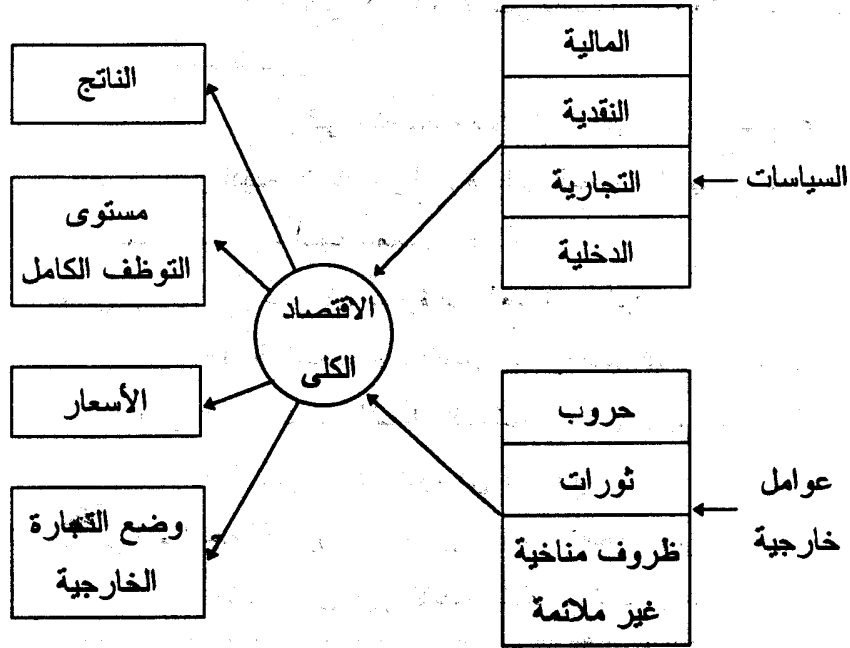 المالية
النقدية
التجارية
الدخلية
السياسات
الناتج
مستوى
التوظف الكامل
الاقتصاد
الكلى
الأسعار
وضع التجارة
الخارجية
حروب
ثورات
ظروف مناخية
غير ملائمة
عوامل
خارجية